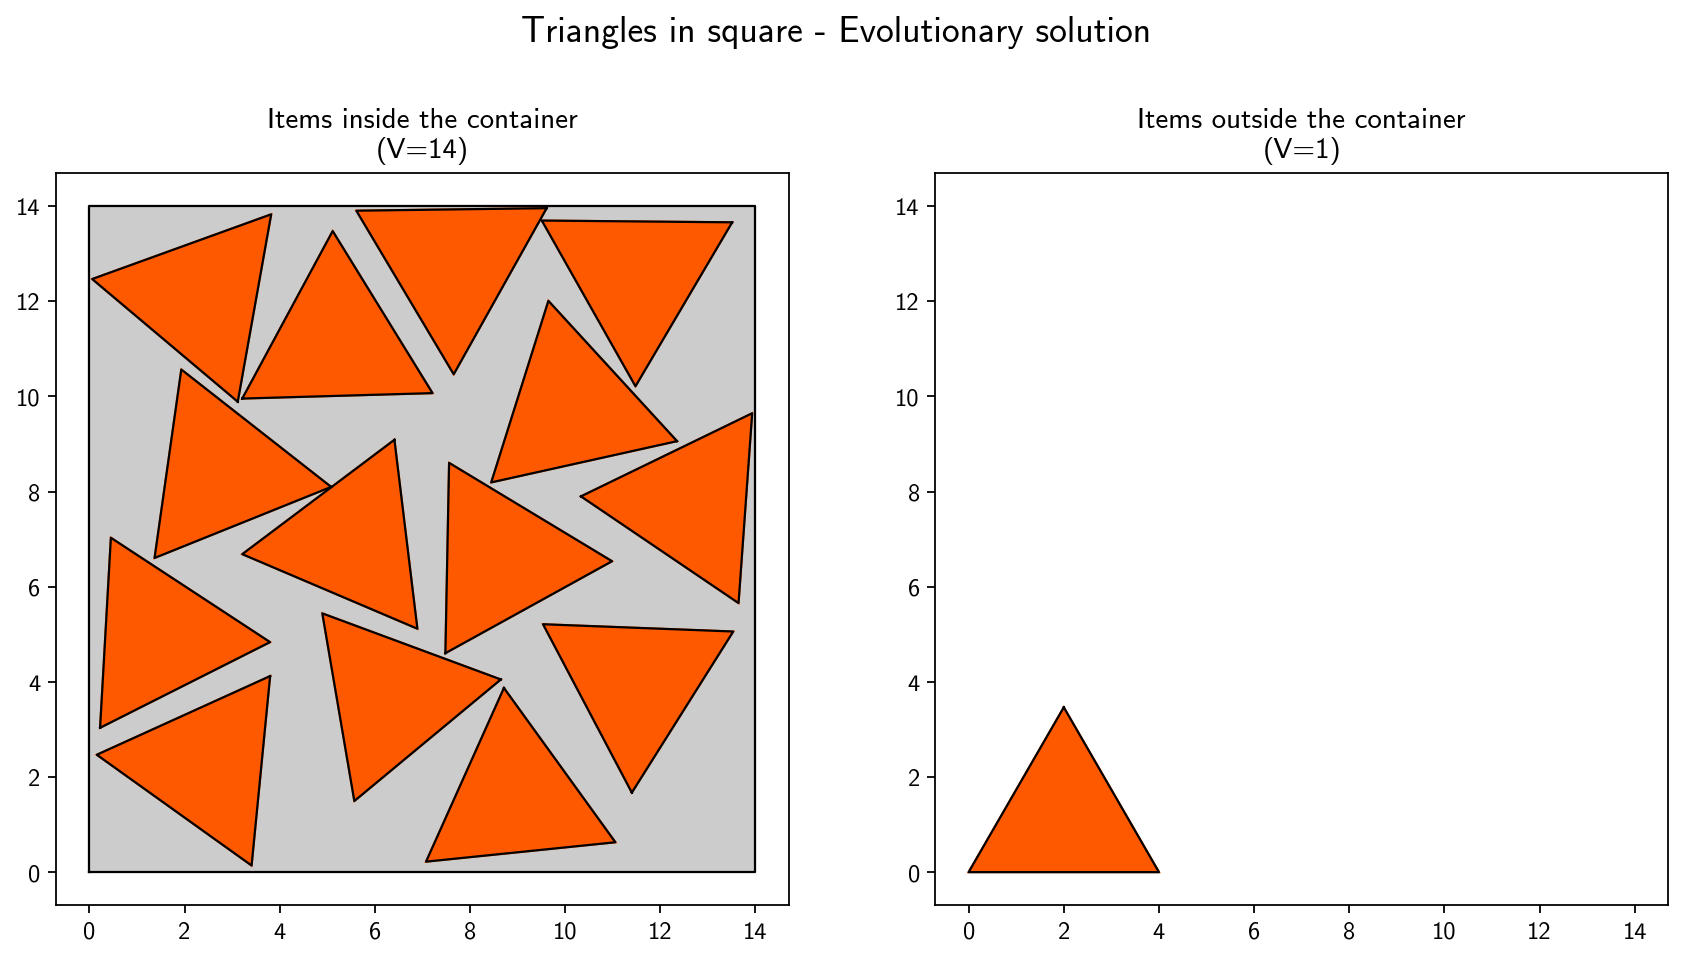 Triangles in square - Evolutionary solution
Items inside the container
(V=14)
Items outside the container
(V=1)
14
12
10
8
6
4
2
0
0 2 4 6 8 10 12 14
14
12
10
8
6
4
2
0
0 2 4 6 8 10 12 14